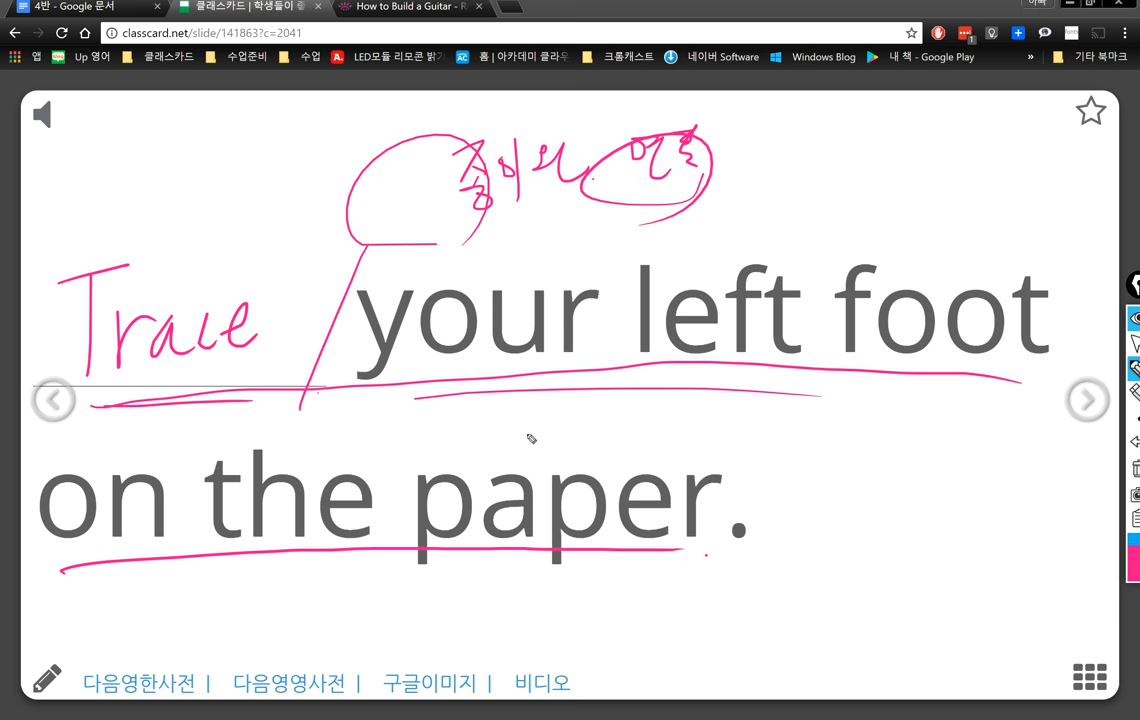 4반 - Google 문서
클래스카드 | 학생들이 좋
How to Build a Guitar - R
아빠
classcard.net/slide/141863?c=2041
앱 Up 영어 클래스카드 수업준비 수업 LED모듈 리모콘 밝기 홈 | 아카데미 클라우 크롬캐스트 네이버 Software Windows Blog 내 책 - Google Play » 기타 북마크
종이의
Trace your left foot
on the paper.
다음영한사전 | 다음영영사전 | 구글이미지 | 비디오